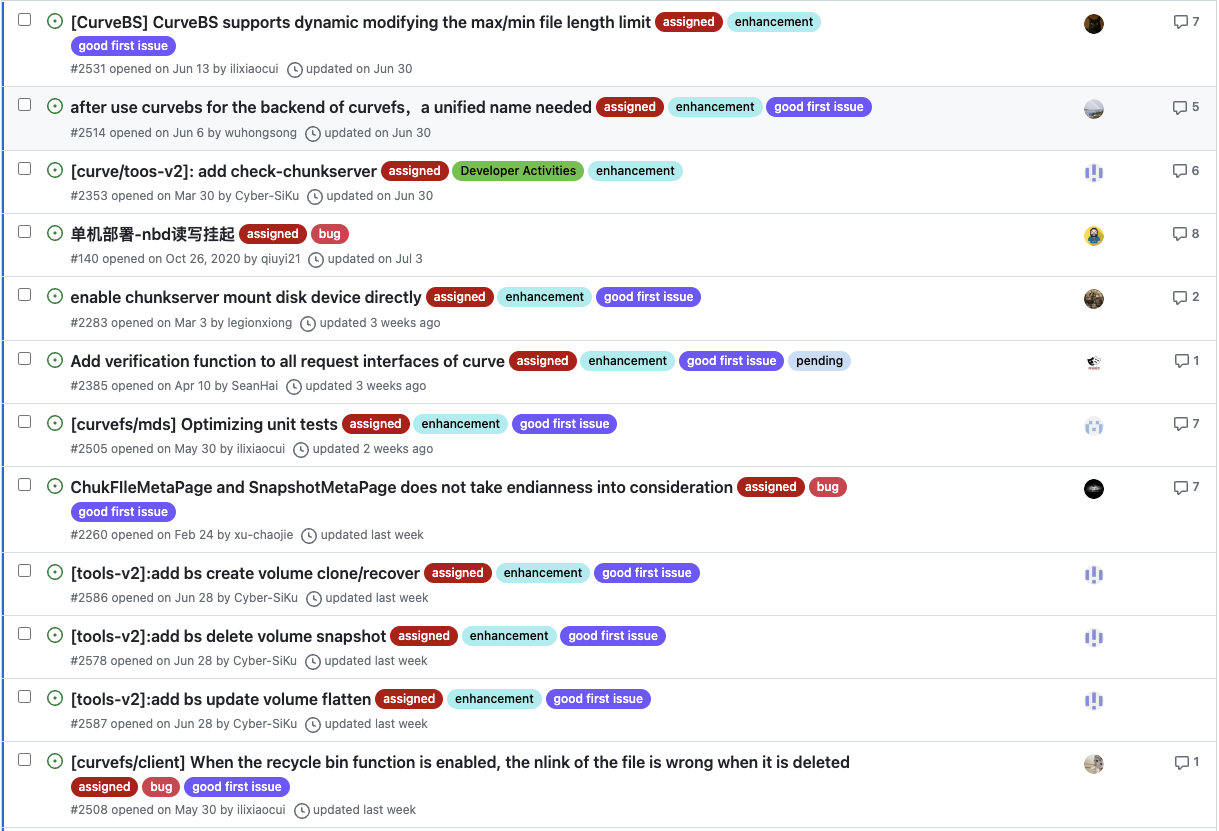 [CurveBS] CurveBS supports dynamic modifying the max/min file length limit assigned enhancement 7
good first issue
#2531 opened on Jun 13 by ilixiaocui updated on Jun 30
after use curvebs for the backend of curvefs，a unified name needed assigned enhancement good first issue 5
#2514 opened on Jun 6 by wuhongsong updated on Jun 30
[curve/toos-v2]: add check-chunkserver assigned Developer Activities enhancement 6
#2353 opened on Mar 30 by Cyber-SiKu updated on Jun 30
单机部署-nbd读写挂起 assigned bug 8
#140 opened on Oct 26, 2020 by qiuyi21 updated on Jul 3
enable chunkserver mount disk device directly assigned enhancement good first issue 2
#2283 opened on Mar 3 by legionxiong updated 3 weeks ago
Add verification function to all request interfaces of curve assigned enhancement good first issue pending 1
#2385 opened on Apr 10 by SeanHai updated 3 weeks ago
[curvefs/mds] Optimizing unit tests assigned enhancement good first issue 7
#2505 opened on May 30 by ilixiaocui updated 2 weeks ago
ChukFIleMetaPage and SnapshotMetaPage does not take endianness into consideration assigned bug 7
good first issue
#2260 opened on Feb 24 by xu-chaojie updated last week
[tools-v2]:add bs create volume clone/recover assigned enhancement good first issue
#2586 opened on Jun 28 by Cyber-SiKu updated last week
[tools-v2]:add bs delete volume snapshot assigned enhancement good first issue
#2578 opened on Jun 28 by Cyber-SiKu updated last week
[tools-v2]:add bs update volume flatten assigned enhancement good first issue
#2587 opened on Jun 28 by Cyber-SiKu updated last week
[curvefs/client] When the recycle bin function is enabled, the nlink of the file is wrong when it is deleted 1
assigned bug good first issue
#2508 opened on May 30 by ilixiaocui updated last week